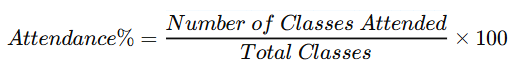 Attendance% = Number of Classes Attended / Total Classes × 100